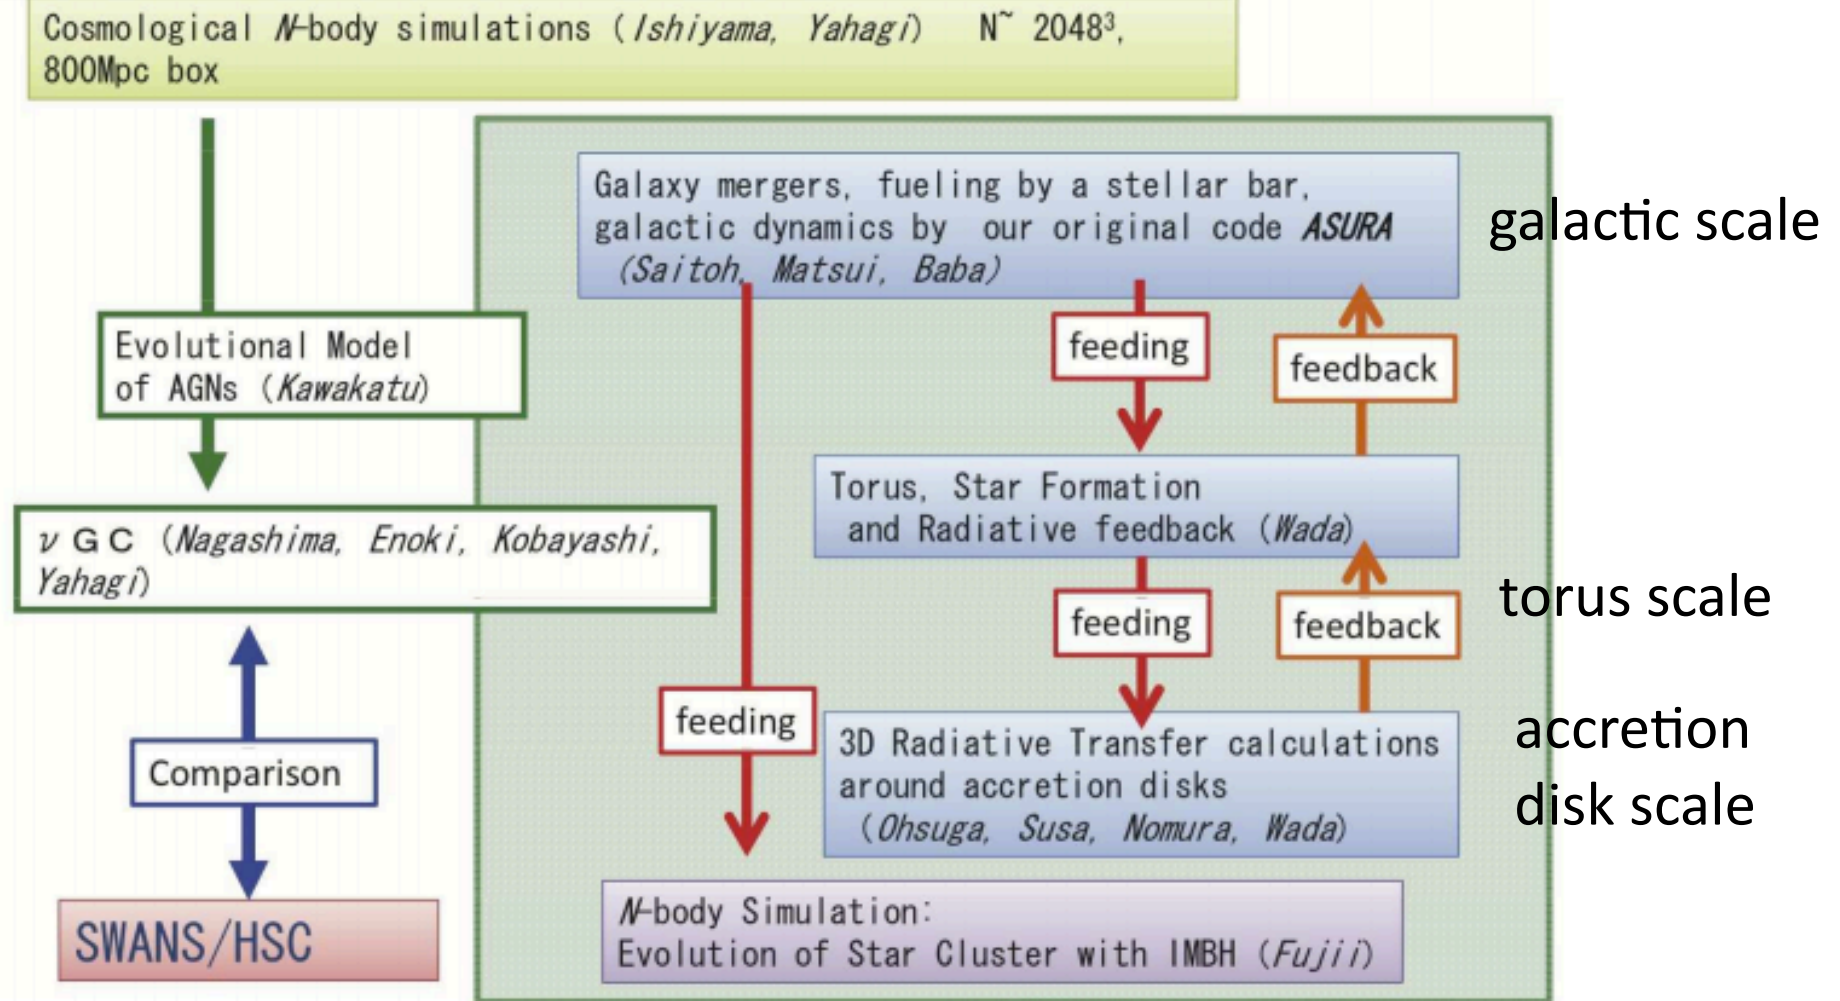 Cosmological N-body simulations (Ishiyama, Yahagi) N~ 2048³,
800Mpc box
Galaxy mergers, fueling by a stellar bar,
galactic dynamics by our original code ASURA
(Saitoh, Matsui, Baba)
galactic scale
feeding
feedback
Evolutional Model
of AGNs (Kawakatu)
Torus, Star Formation
and Radiative feedback (Wada)
νGC (Nagashima, Enoki, Kobayashi,
Yahagi)
torus scale
feeding
feedback
feeding
accretion
disk scale
3D Radiative Transfer calculations
around accretion disks
(Ohsuga, Susa, Nomura, Wada)
Comparison
SWANS/HSC
N-body Simulation:
Evolution of Star Cluster with IMBH (Fujii)